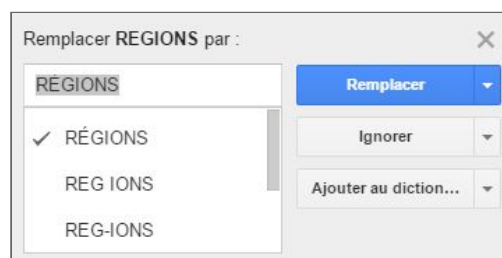 Remplacer REGIONS par :
RÉGIONS
Remplacer
RÉGIONS
Ignorer
REG IONS
Ajouter au diction...
REG-IONS